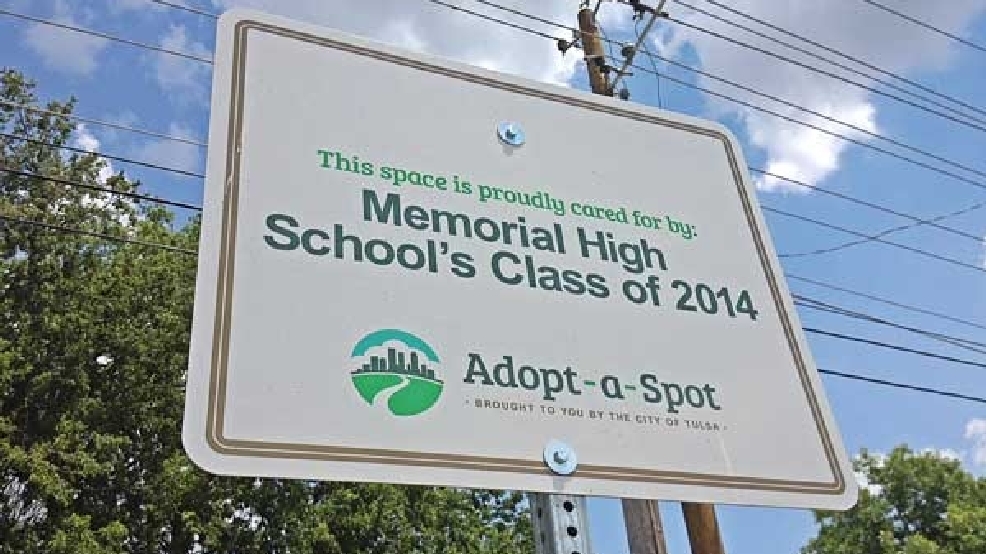 This space is proudly cared for by:
Memorial High
School's Class of 2014
Adopt-a-Spot
· BROUGHT TO YOU BY THE CITY OF TULSA ·